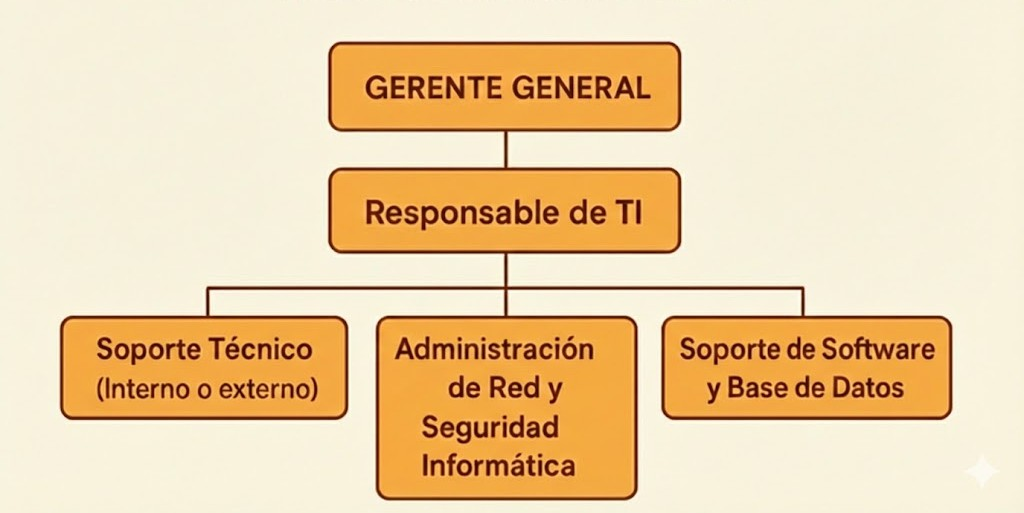 GERENTE GENERAL
Responsable de TI
Soporte Técnico
(Interno o externo)
Administración
de Red y
Seguridad
Informática
Soporte de Software
y Base de Datos